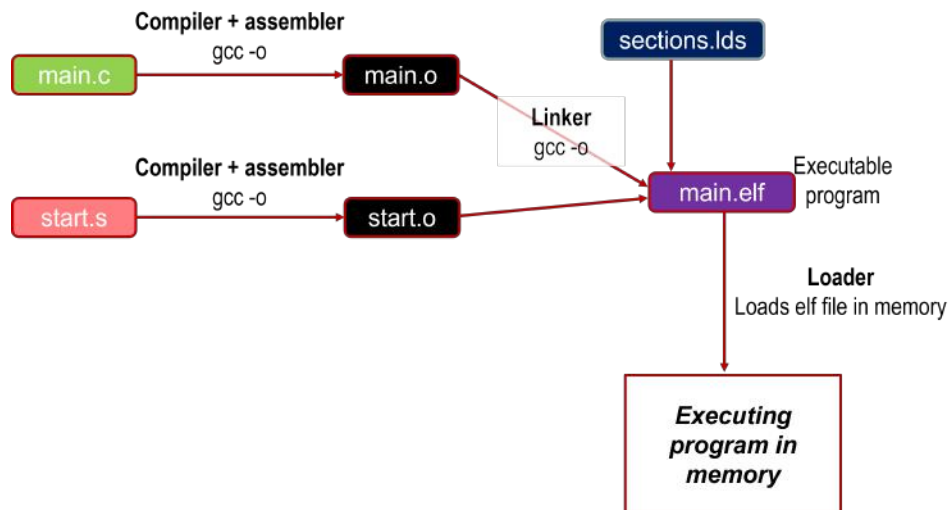 Compiler + assembler
gcc -o
main.c
main.o
sections.lds
Linker
gcc -o
Compiler + assembler
gcc -o
start.s
start.o
main.elf
Executable
program
Loader
Loads elf file in memory
Executing
program in
memory